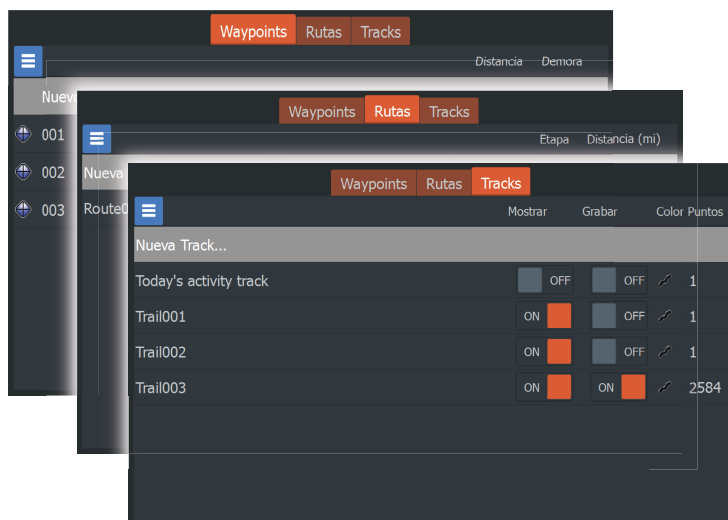 Waypoints Rutas Tracks
Distancia Demora
001
002
003
Waypoints Rutas Tracks
Etapa Distancia (mi)
Nueva
Waypoints Rutas Tracks
Mostrar Grabar Color Puntos
Nueva Track...
Today's activity track OFF OFF 1
Trail001 ON OFF 1
Trail002 ON OFF 1
Trail003 ON ON 2584